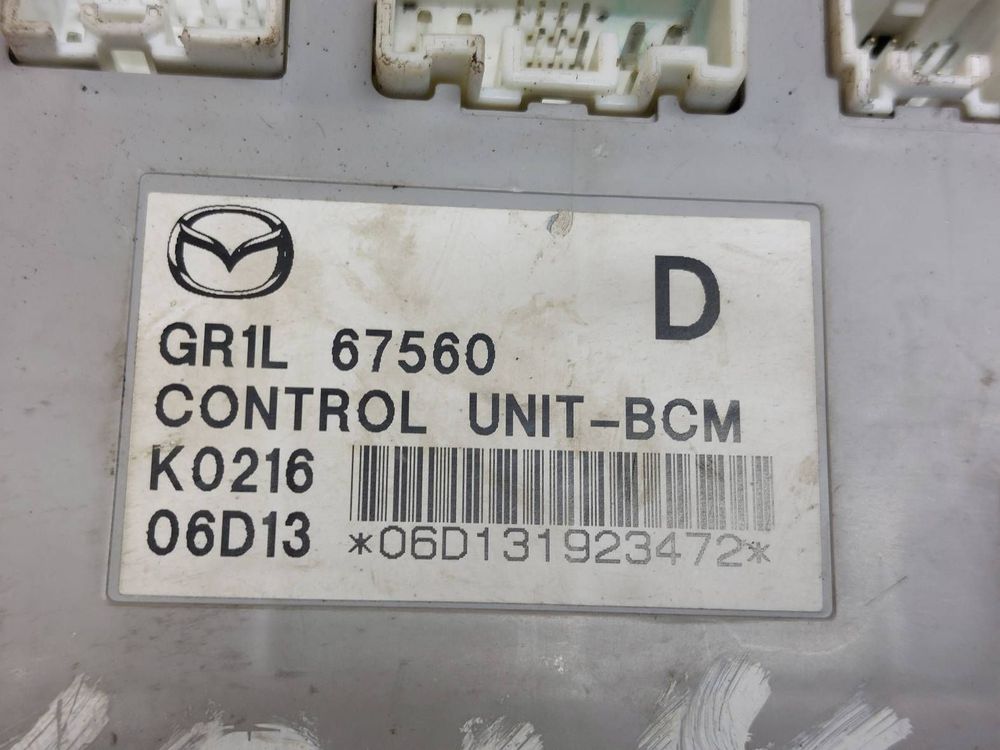 D
GR1L 67560
CONTROL UNIT-BCM
K0216
06D13 *06D131923472*